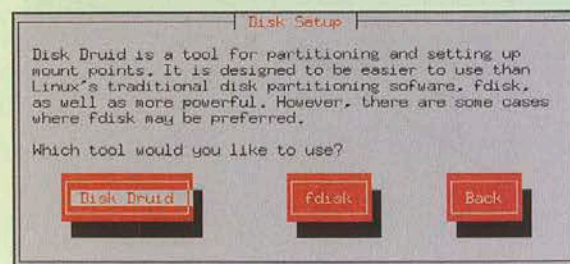 Disk Setup
Disk Druid is a tool for partitioning and setting up
mount points. It is designed to be easier to use than
Linux's traditional disk partitioning sofware, fdisk,
as well as more powerful. However, there are some cases
where fdisk may be preferred.
Which tool would you like to use?
Disk Druid fdisk Back